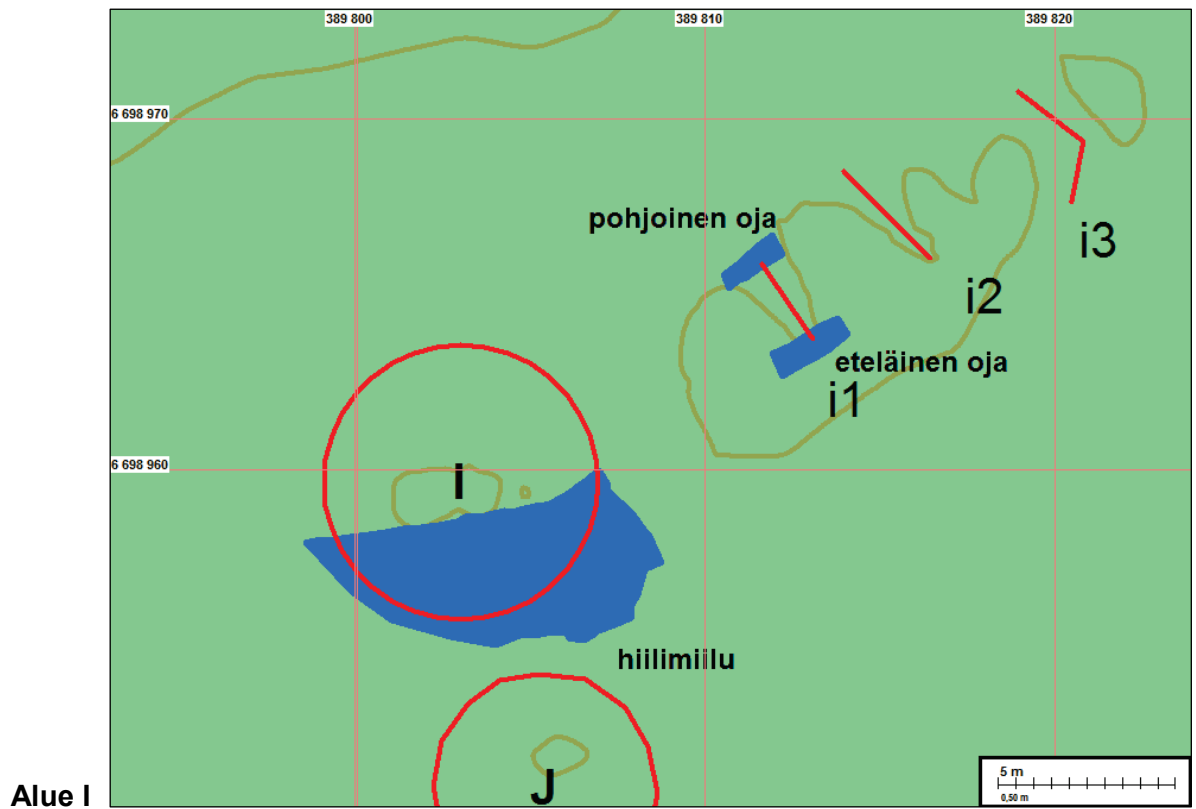 389 800
389 810
389 820
6 698 970
pohjoinen oja
i3
i2
eteläinen oja
i1
6 698 960
I
hiilimiilu
J
5 m
0,50 m
Alue I